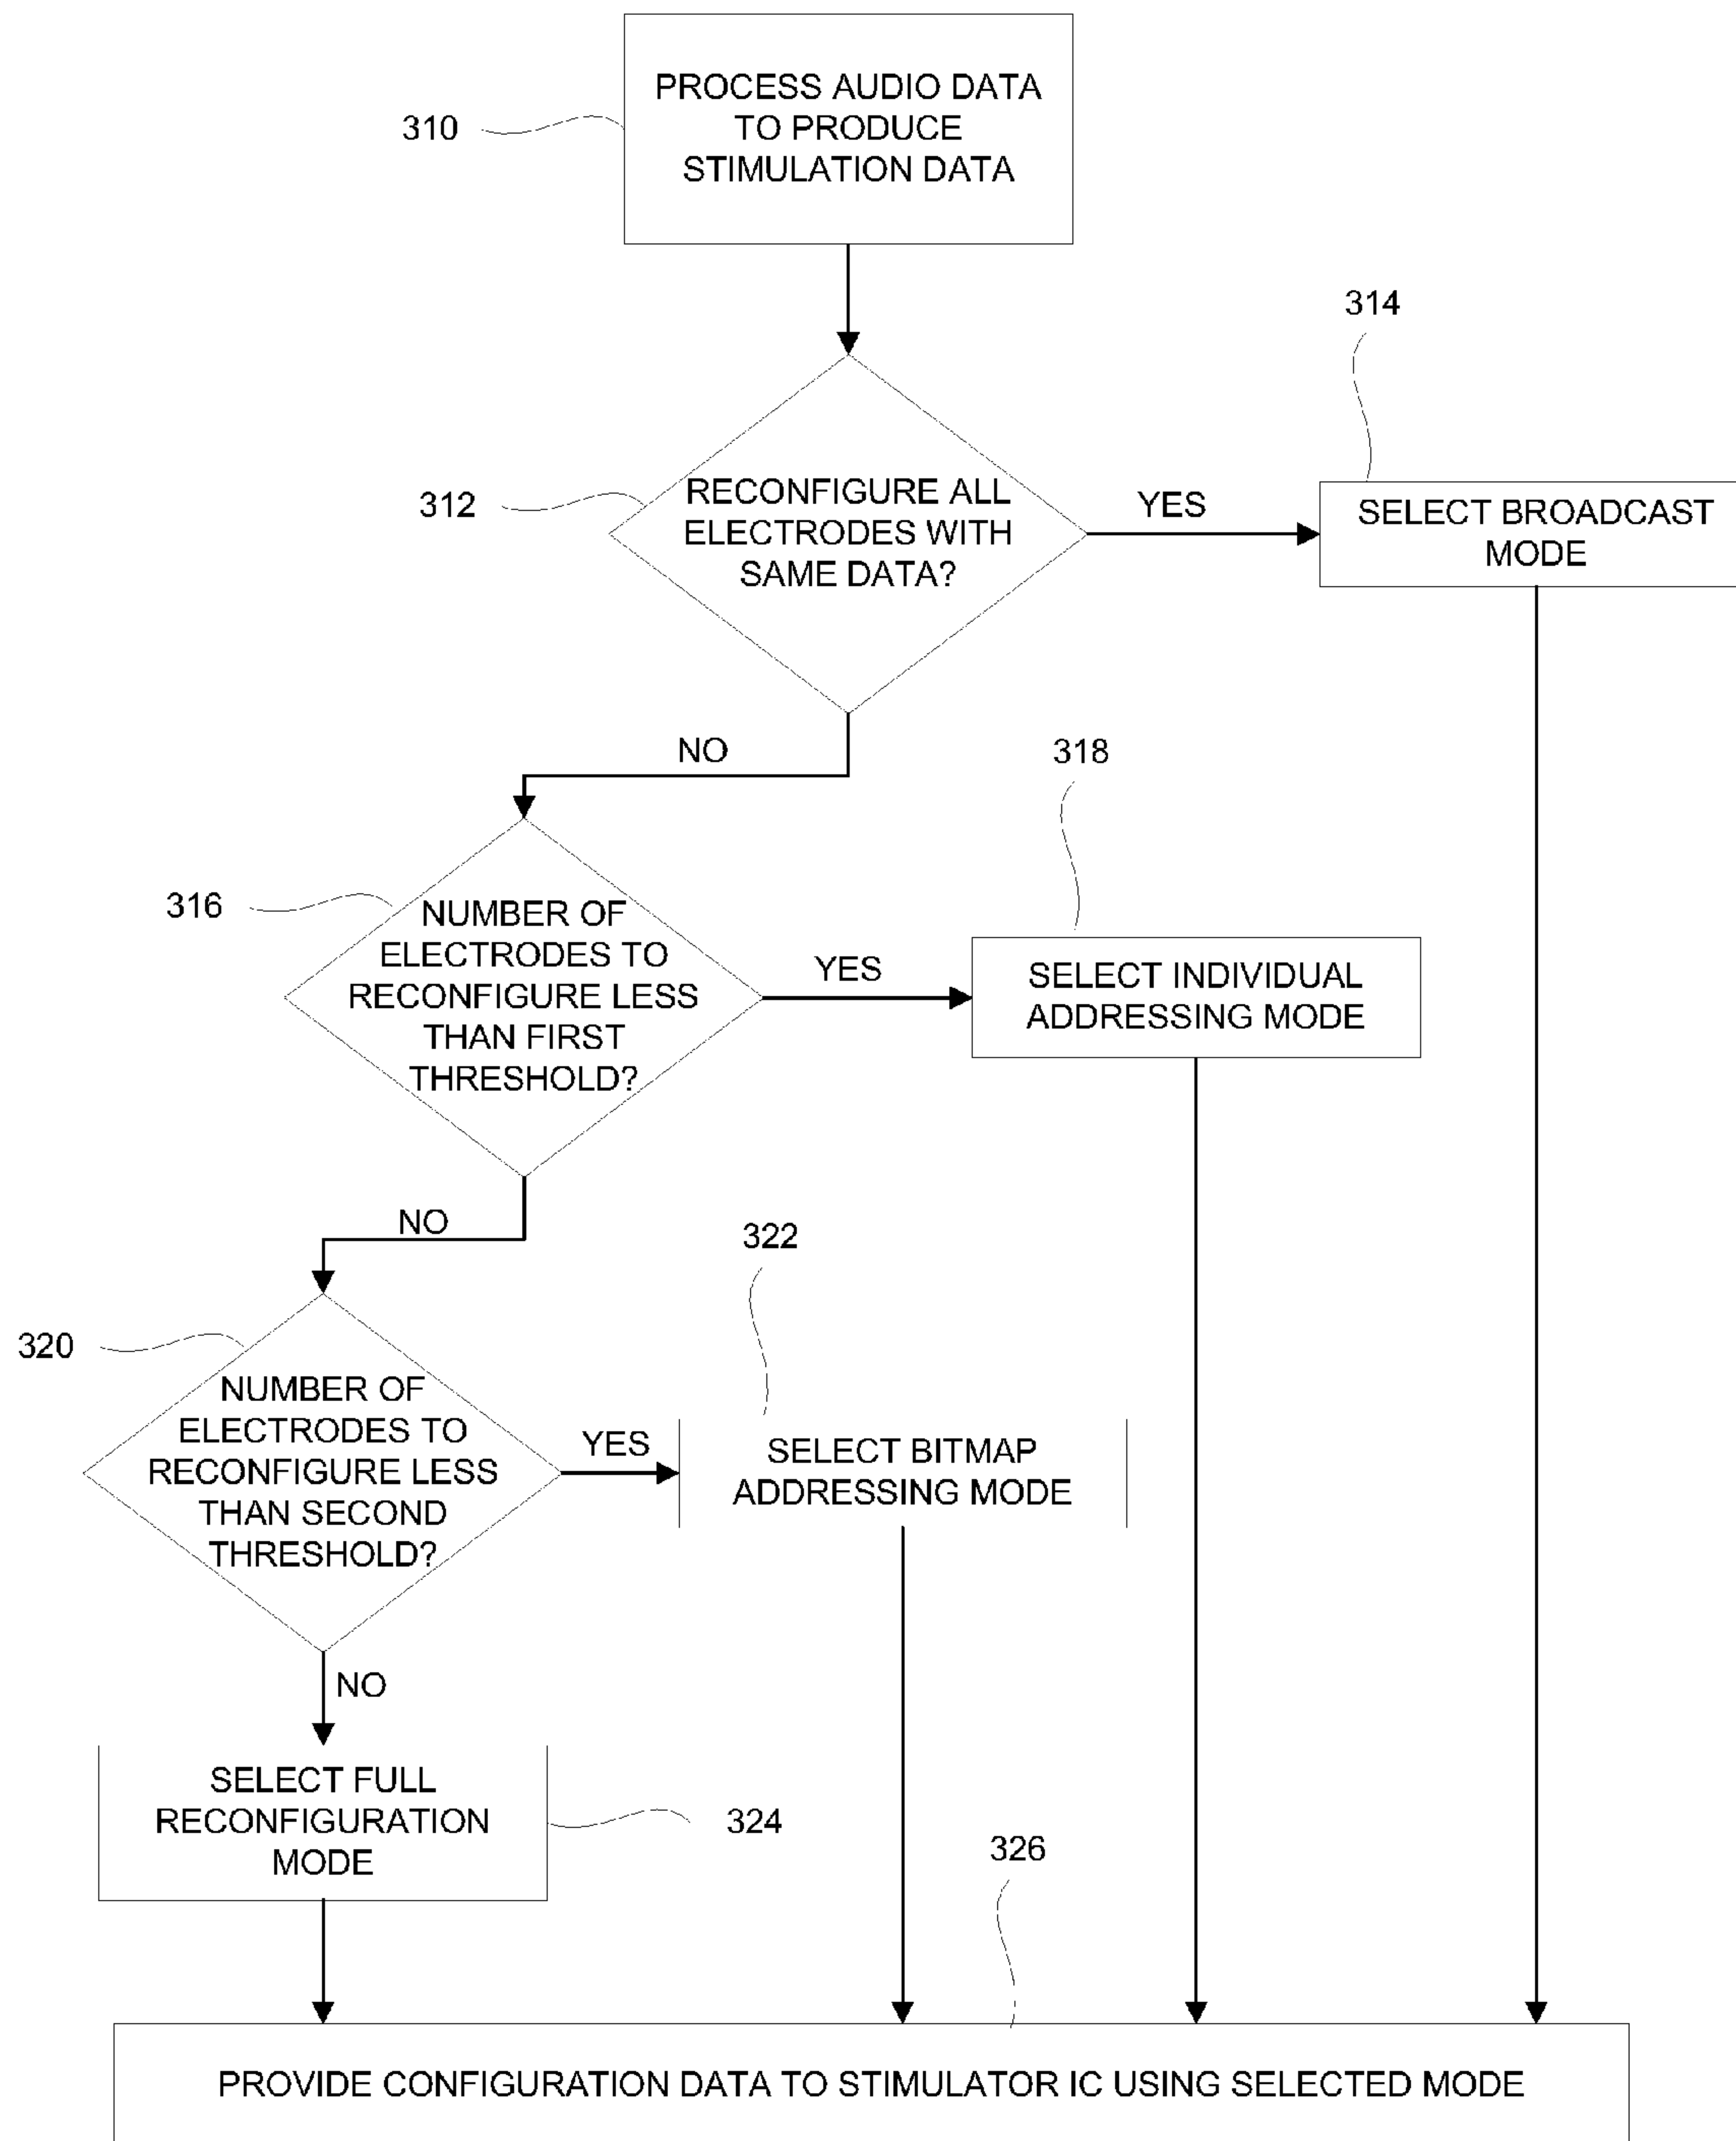 PROCESS AUDIO DATA
TO PRODUCE
STIMULATION DATA
310
314
312
RECONFIGURE ALL
ELECTRODES WITH
SAME DATA?
YES
SELECT BROADCAST
MODE
NO
318
316
NUMBER OF
ELECTRODES TO
RECONFIGURE LESS
THAN FIRST
THRESHOLD?
YES
SELECT INDIVIDUAL
ADDRESSING MODE
NO
322
320
NUMBER OF
ELECTRODES TO
RECONFIGURE LESS
THAN SECOND
THRESHOLD?
YES
SELECT BITMAP
ADDRESSING MODE
NO
SELECT FULL
RECONFIGURATION
MODE
324
326
PROVIDE CONFIGURATION DATA TO STIMULATOR IC USING SELECTED MODE